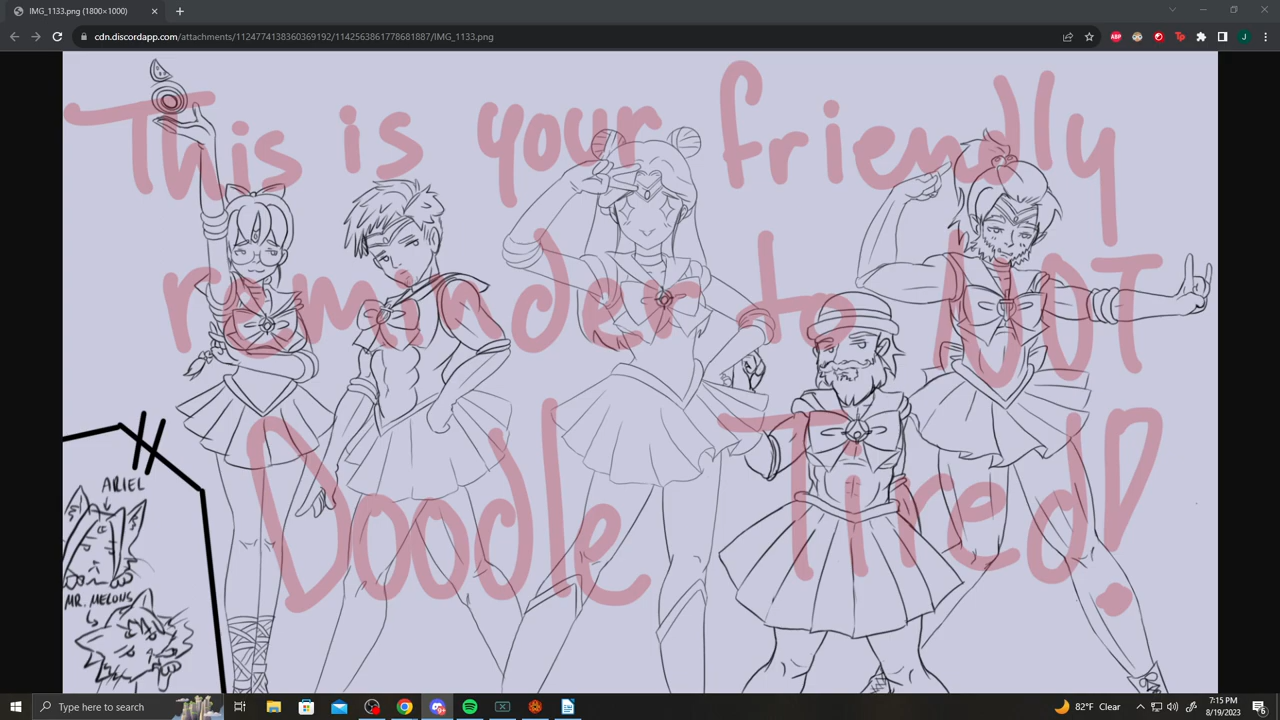 IMG_1133.png (1800×1000)
cdn.discordapp.com/attachments/1124774138360369192/1142563861778681887/IMG_1133.png
J
This is your friendly
reminder to NOT
Doodle Tired!
ARIEL
MR. MELONS
Type here to search
82°F Clear
7:15 PM
8/19/2023